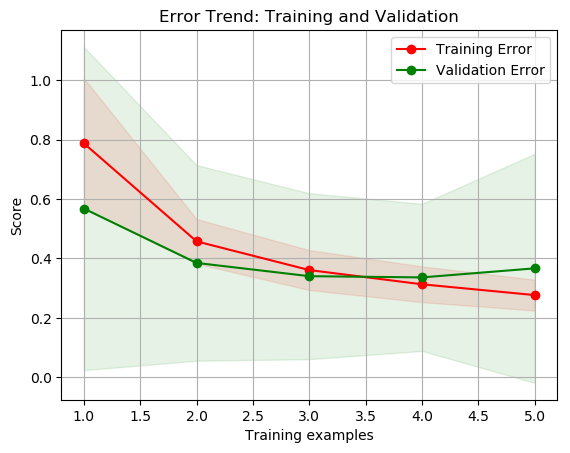 Error Trend: Training and Validation
Training Error
Validation Error
Score
1.0
0.8
0.6
0.4
0.2
0.0
1.0 1.5 2.0 2.5 3.0 3.5 4.0 4.5 5.0
Training examples